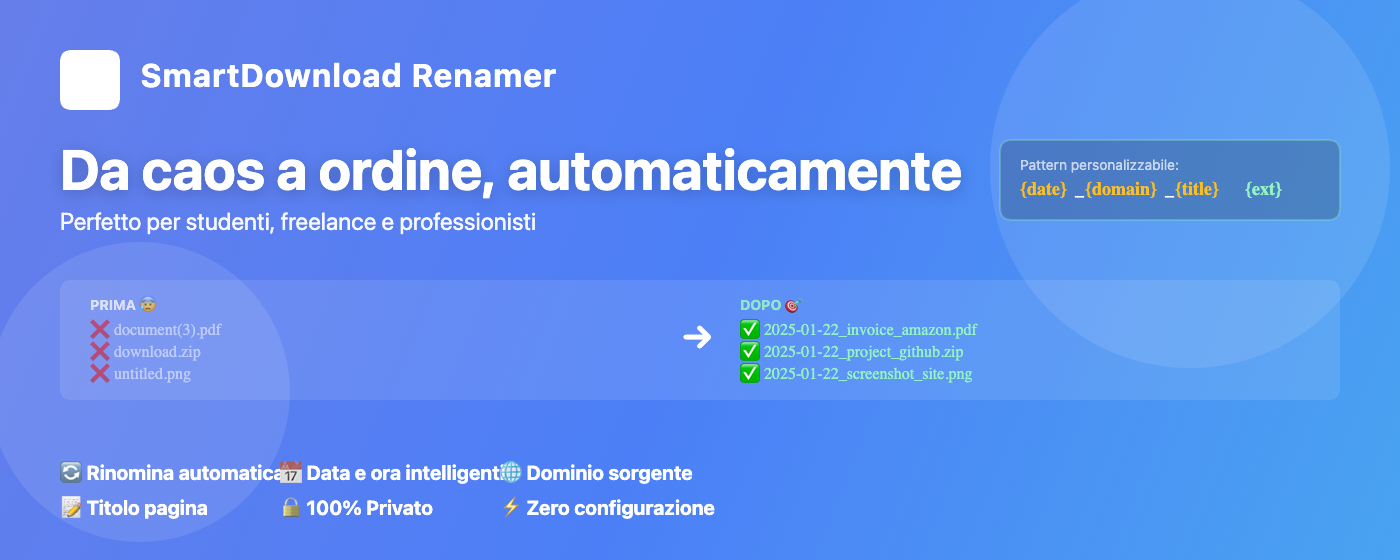 SmartDownload Renamer
Da caos a ordine, automaticamente
Perfetto per studenti, freelance e professionisti
Pattern personalizzabile:
{date} _{domain} _{title} {ext}
PRIMA 😰
❌ document(3).pdf
❌ download.zip
❌ untitled.png
➜
DOPO 🎯
✅ 2025-01-22_invoice_amazon.pdf
✅ 2025-01-22_project_github.zip
✅ 2025-01-22_screenshot_site.png
🔄 Rinomina automatica 📅 Data e ora intelligenti 🌐 Dominio sorgente
📝 Titolo pagina 🔒 100% Privato ⚡ Zero configurazione